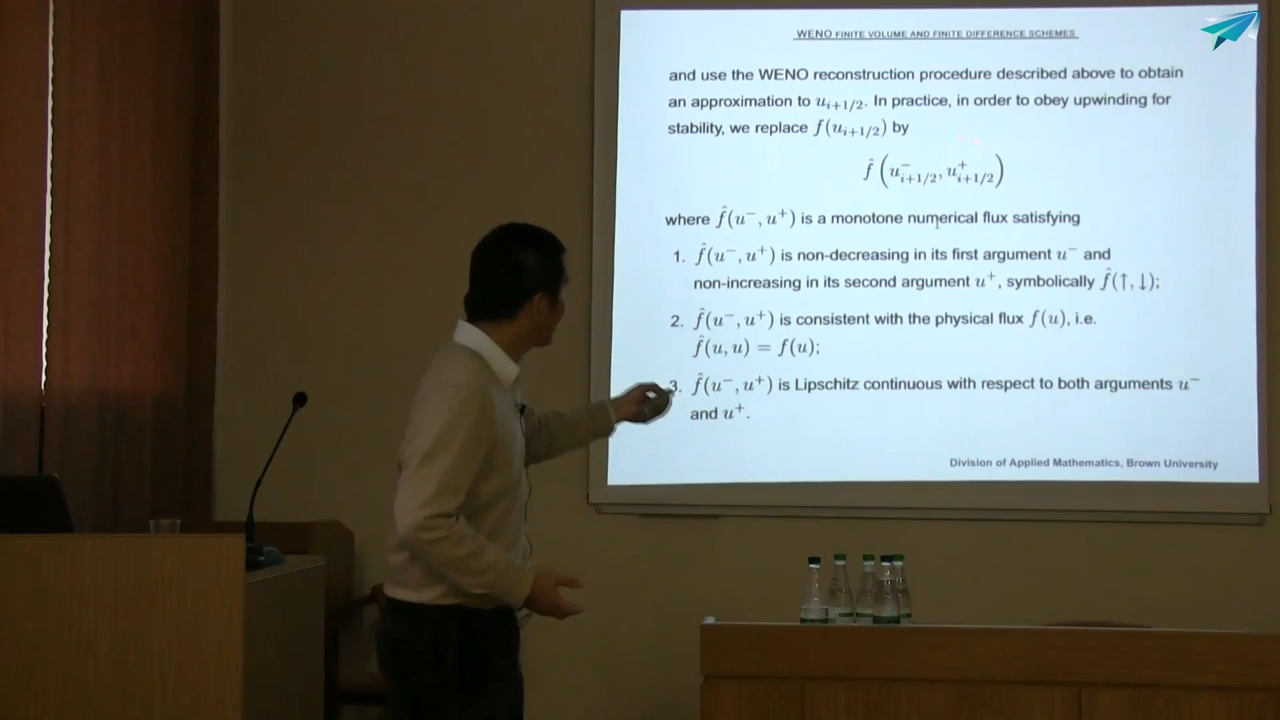 WENO FINITE VOLUME AND FINITE DIFFERENCE SCHEMES
and use the WENO reconstruction procedure described above to obtain
an approximation to u_{i+1/2}. In practice, in order to obey upwinding for
stability, we replace f(u_{i+1/2}) by
f̂ (u^-_{i+1/2}, u^+_{i+1/2})
where f̂(u^-, u^+) is a monotone numerical flux satisfying
1. f̂(u^-, u^+) is non-decreasing in its first argument u^- and
non-increasing in its second argument u^+, symbolically f̂(↑, ↓);
2. f̂(u^-, u^+) is consistent with the physical flux f(u), i.e.
f̂(u, u) = f(u);
3. f̂(u^-, u^+) is Lipschitz continuous with respect to both arguments u^-
and u^+.
Division of Applied Mathematics, Brown University